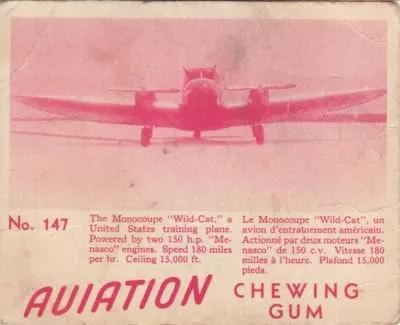 No. 147
The Monocoupe "Wild-Cat," a
United States training plane.
Powered by two 150 h.p. "Me-
nasco" engines. Speed 180 miles
per hr. Ceiling 15,000 ft.
Le Monocoupe "Wild-Cat", un
avion d'entraînement américain.
Actionné par deux moteurs "Me-
nasco" de 150 c.v. Vitesse 180
milles à l'heure. Plafond 15,000
pieds.
AVIATION CHEWING
GUM